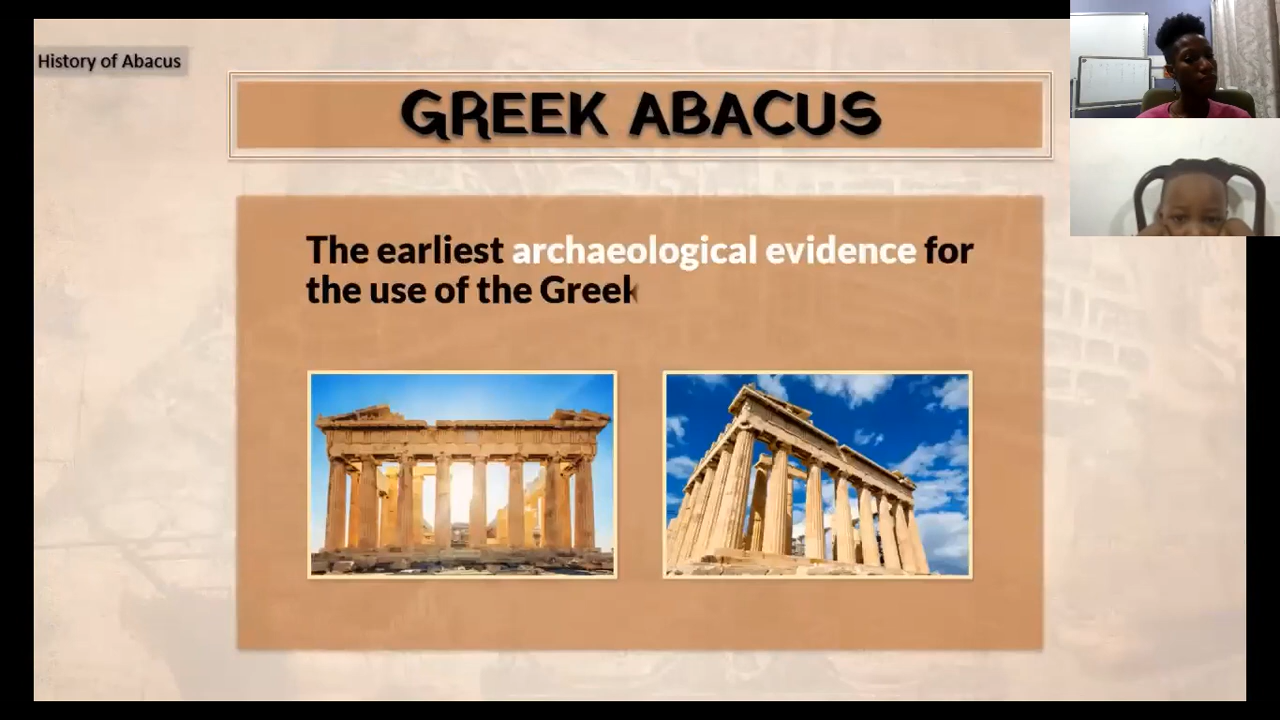 History of Abacus
GREEK ABACUS
The earliest archaeological evidence for
the use of the Greek